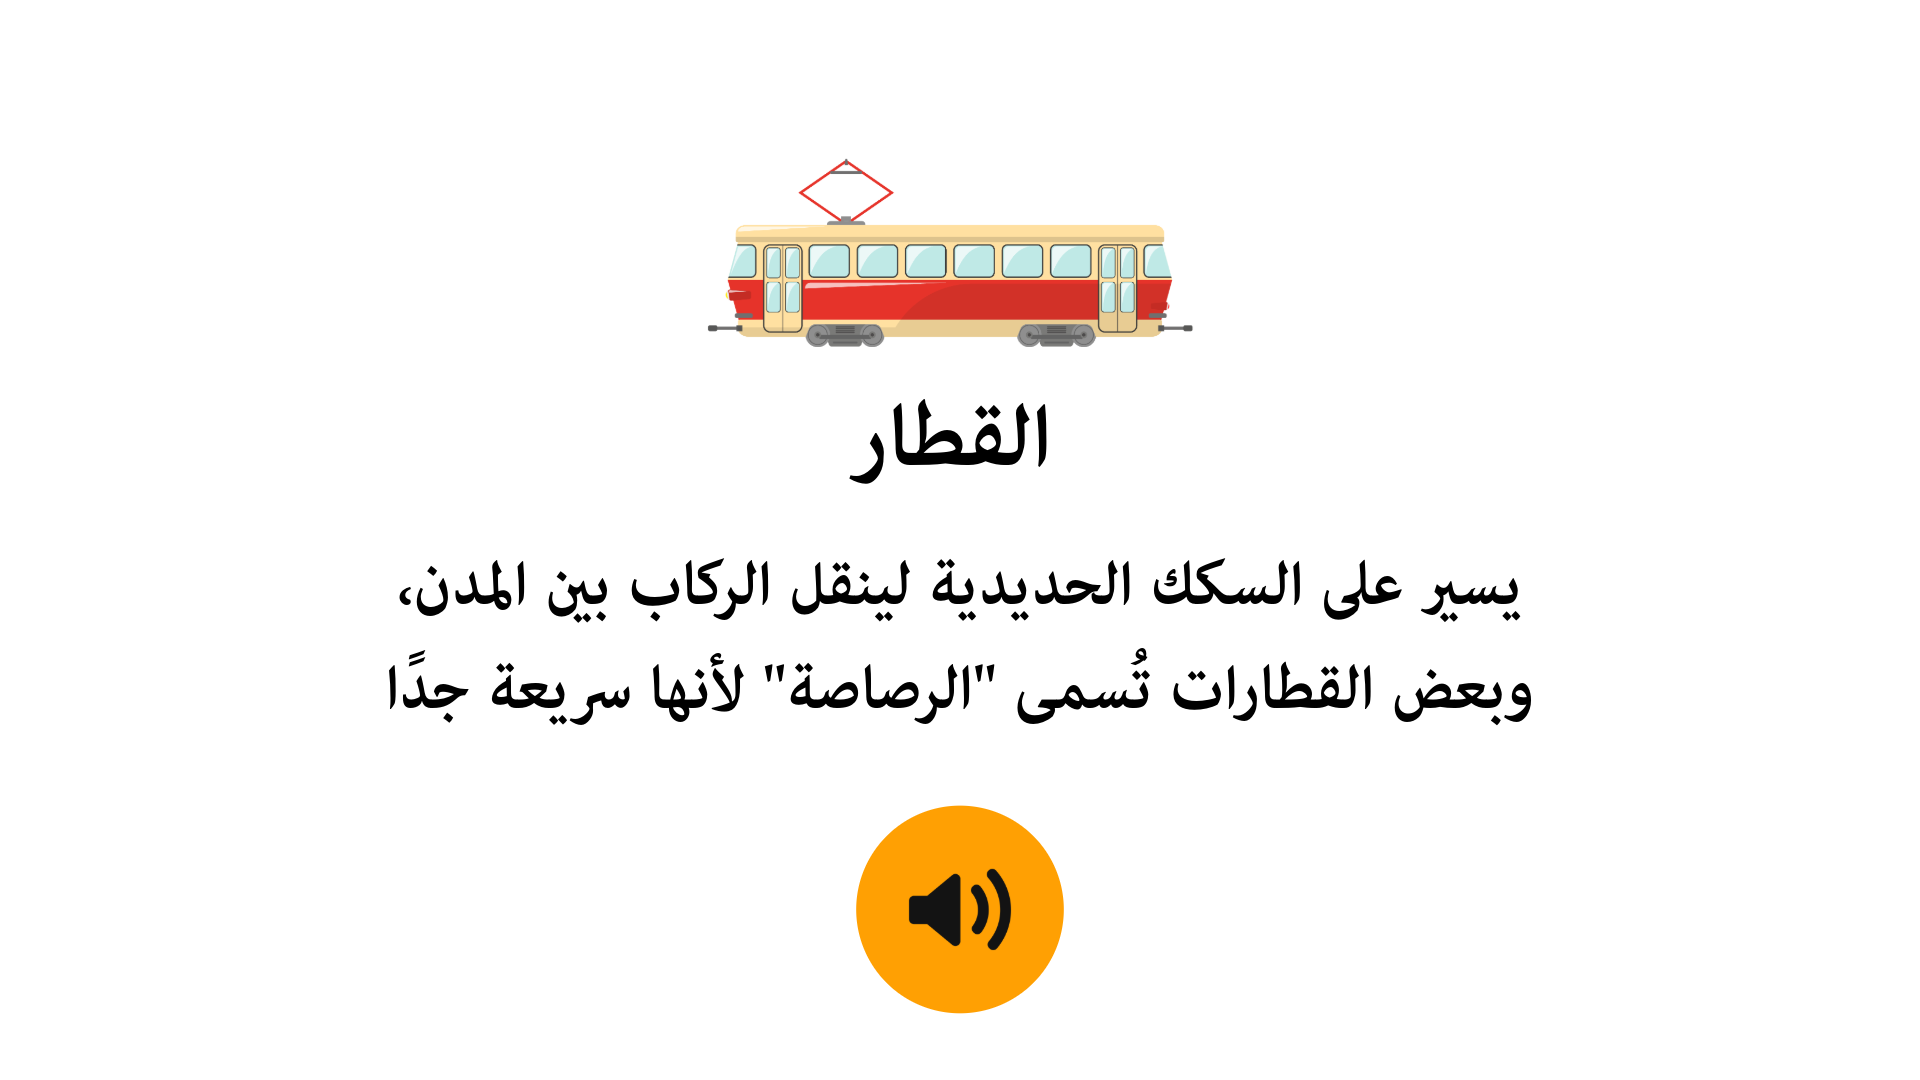 القطار
يسير على السكك الحديدية لينقل الركاب بين المدن،
وبعض القطارات تُسمى "الرصاصة" لأنها سريعة جدًا